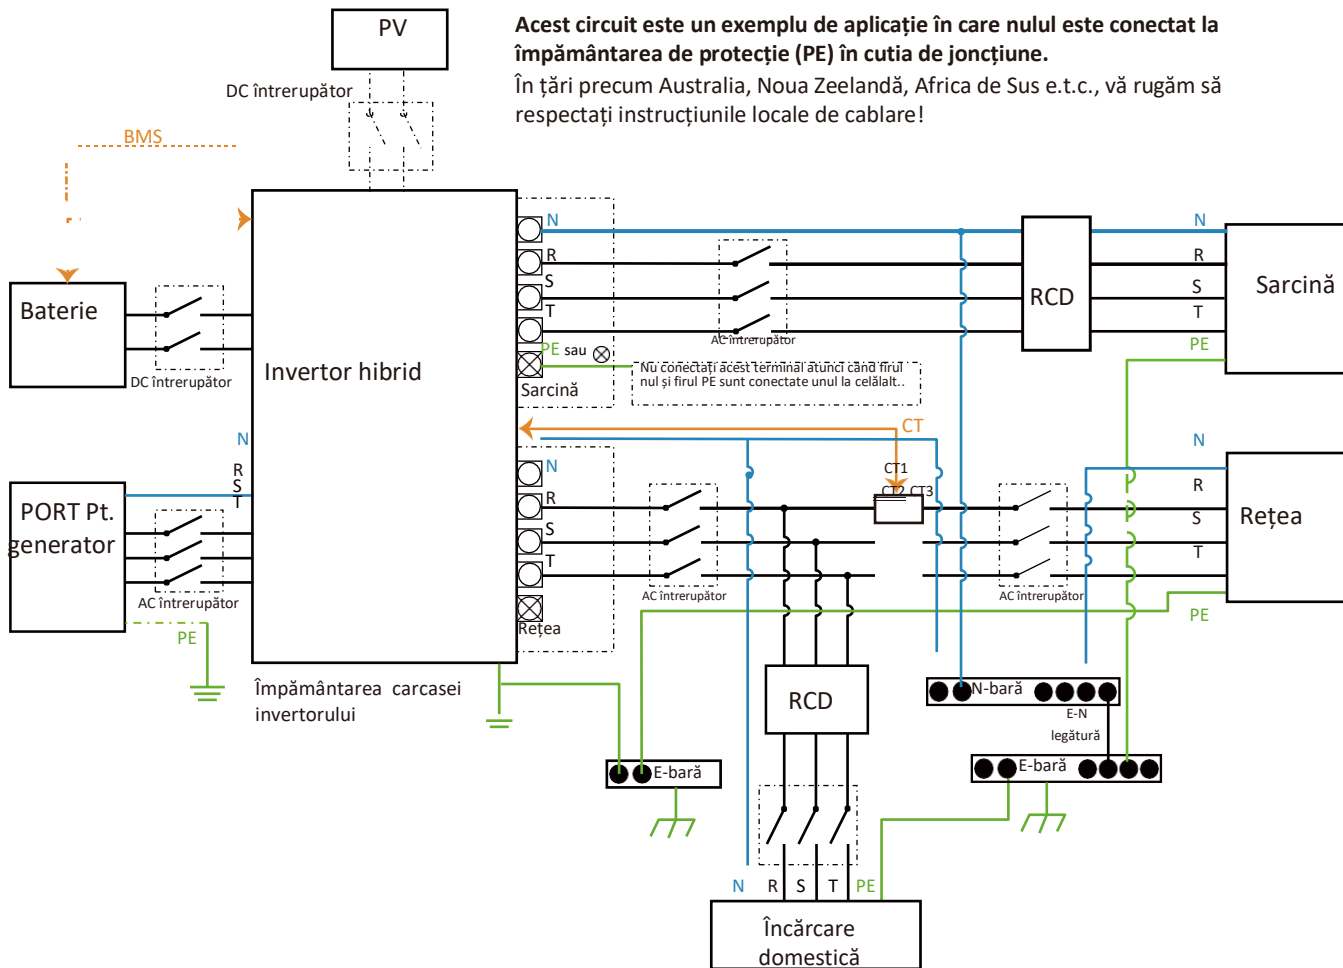 PV
Acest circuit este un exemplu de aplicație în care nulul este conectat la
împământarea de protecție (PE) în cutia de joncțiune.
În țări precum Australia, Noua Zeelandă, Africa de Sus e.t.c., vă rugăm să
respectați instrucțiunile locale de cablare!
DC întrerupător
BMS
N
R
S
T
PE sau
Sarcină
AC întrerupător
RCD
N
R
S
T
PE
Sarcină
Nu conectați acest terminal atunci când firul
nul și firul PE sunt conectate unul la celălalt..
Baterie
DC întrerupător
Invertor hibrid
CT
CT1
CT2 CT3
N
R
S
T
PORT Pt.
generator
AC întrerupător
PE
N
R
S
T
Rețea
AC întrerupător
AC întrerupător
N
R
S
T
PE
Rețea
Împământarea carcasei
invertorului
RCD
N-bară
E-N
legătură
E-bară
E-bară
N
R
S
T
PE
Încărcare
domestică